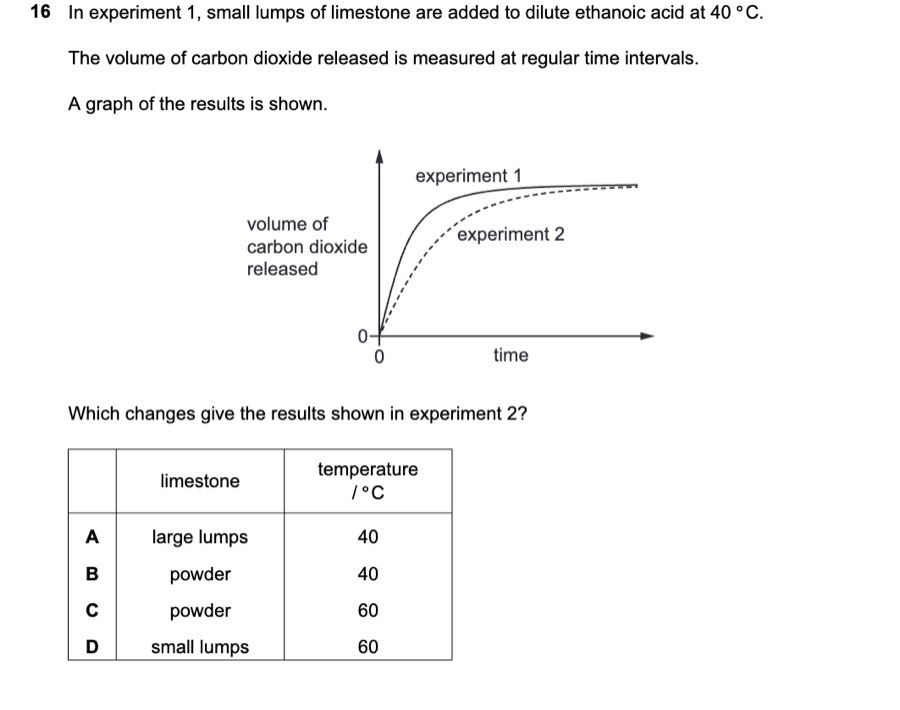 16 In experiment 1, small lumps of limestone are added to dilute ethanoic acid at 40 °C.
The volume of carbon dioxide released is measured at regular time intervals.
A graph of the results is shown.
experiment 1
volume of
carbon dioxide
released
experiment 2
0
0
time
Which changes give the results shown in experiment 2?
limestone temperature
/ °C
A large lumps 40
B powder 40
C powder 60
D small lumps 60